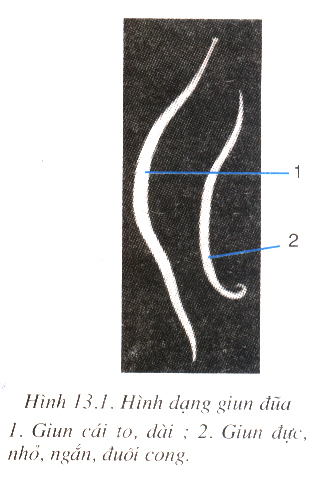 1
2
Hình 13.1. Hình dạng giun đũa
1. Giun cái to, dài ; 2. Giun đực,
nhỏ, ngắn, đuôi cong.